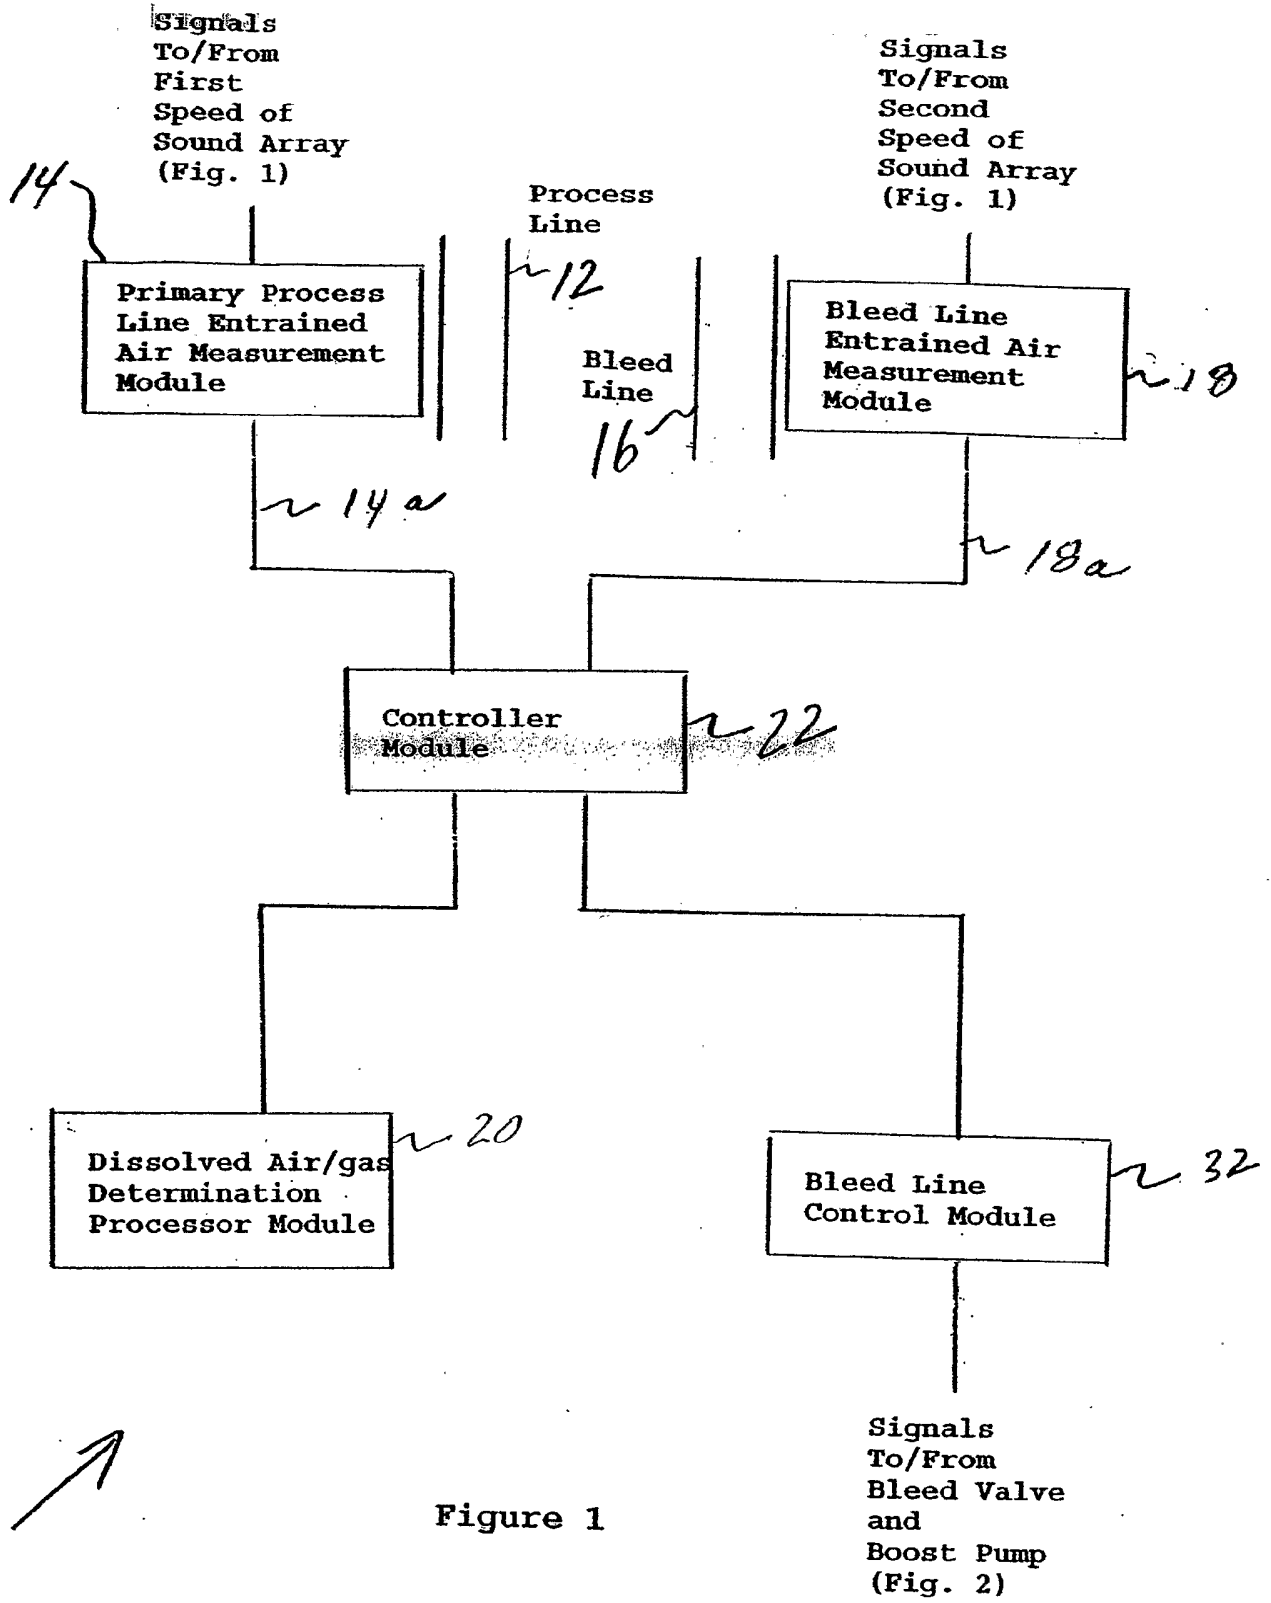 Signals
To/From
First
Speed of
Sound Array
(Fig. 1)
Signals
To/From
Second
Speed of
Sound Array
(Fig. 1)
14
Process
Line
12
Primary Process
Line Entrained
Air Measurement
Module
Bleed
Line
16
Bleed Line
Entrained Air
Measurement
Module
18
14a
18a
Controller
Module
22
Dissolved Air/gas
Determination
Processor Module
20
Bleed Line
Control Module
32
Signals
To/From
Bleed Valve
and
Boost Pump
(Fig. 2)
Figure 1